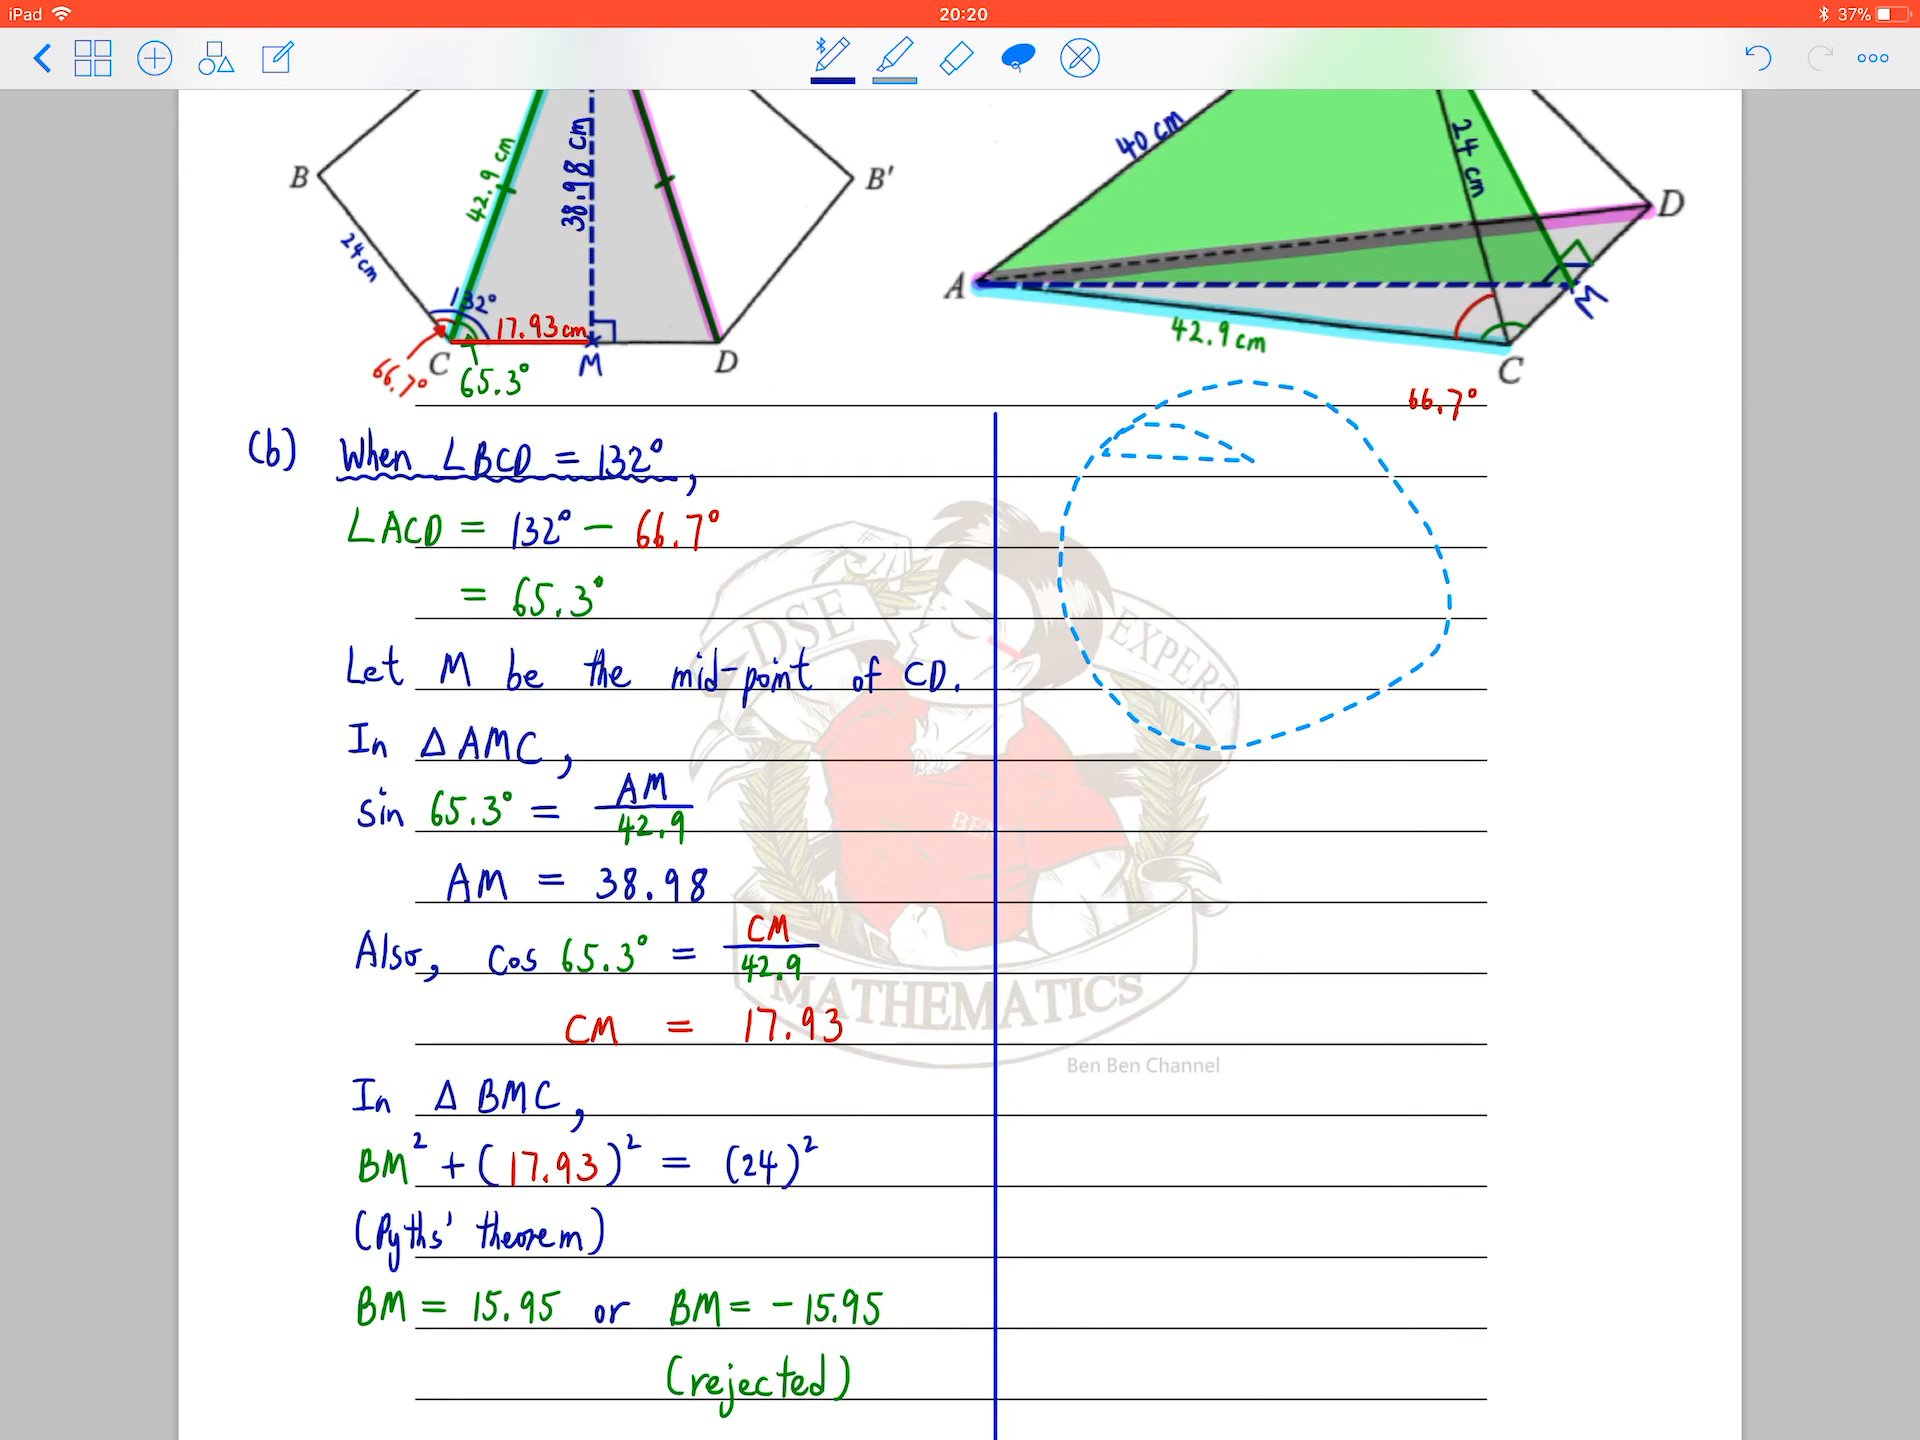 iPad 20:20 37%
B 42.9 cm 38.98 cm B'
24 cm
132°
17.93 cm
66.7° C 65.3° M D
40 cm 24 cm D
A M
42.9 cm C
66.7°
(b) When ∠BCD = 132°,
∠ACD = 132° − 66.7°
= 65.3°
Let M be the mid-point of CD.
In △AMC,
sin 65.3° = AM / 42.9
AM = 38.98
Also, cos 65.3° = CM / 42.9
CM = 17.93
In △ BMC,
BM² + (17.93)² = (24)²
(Pyths' theorem)
BM = 15.95 or BM = −15.95
(rejected)
DSE EXPERT
BEN
MATHEMATICS
Ben Ben Channel